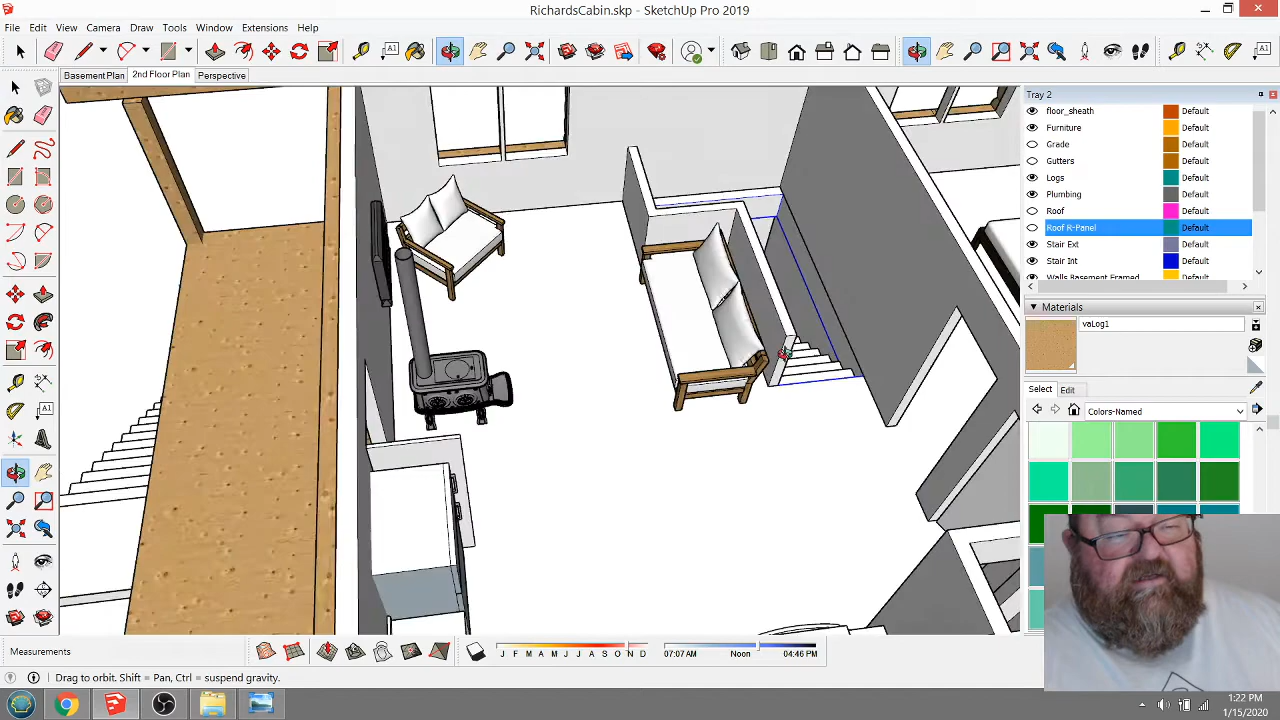 RichardsCabin.skp - SketchUp Pro 2019
File Edit View Camera Draw Tools Window Extensions Help
Basement Plan 2nd Floor Plan Perspective
Tray 2
floor_sheath Default
Furniture Default
Grade Default
Gutters Default
Logs Default
Plumbing Default
Roof Default
Roof R-Panel Default
Stair Ext Default
Stair Int Default
Walls Basement Framed Default
Materials
vaLog1
Select Edit
Colors-Named
Measurements
J F M A M J J A S O N D
07:07 AM Noon 04:46 PM
Drag to orbit. Shift = Pan, Ctrl = suspend gravity.
1:22 PM
1/15/2020